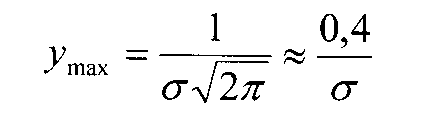 y_max = 1 / (σ√2π) ≈ 0,4 / σ